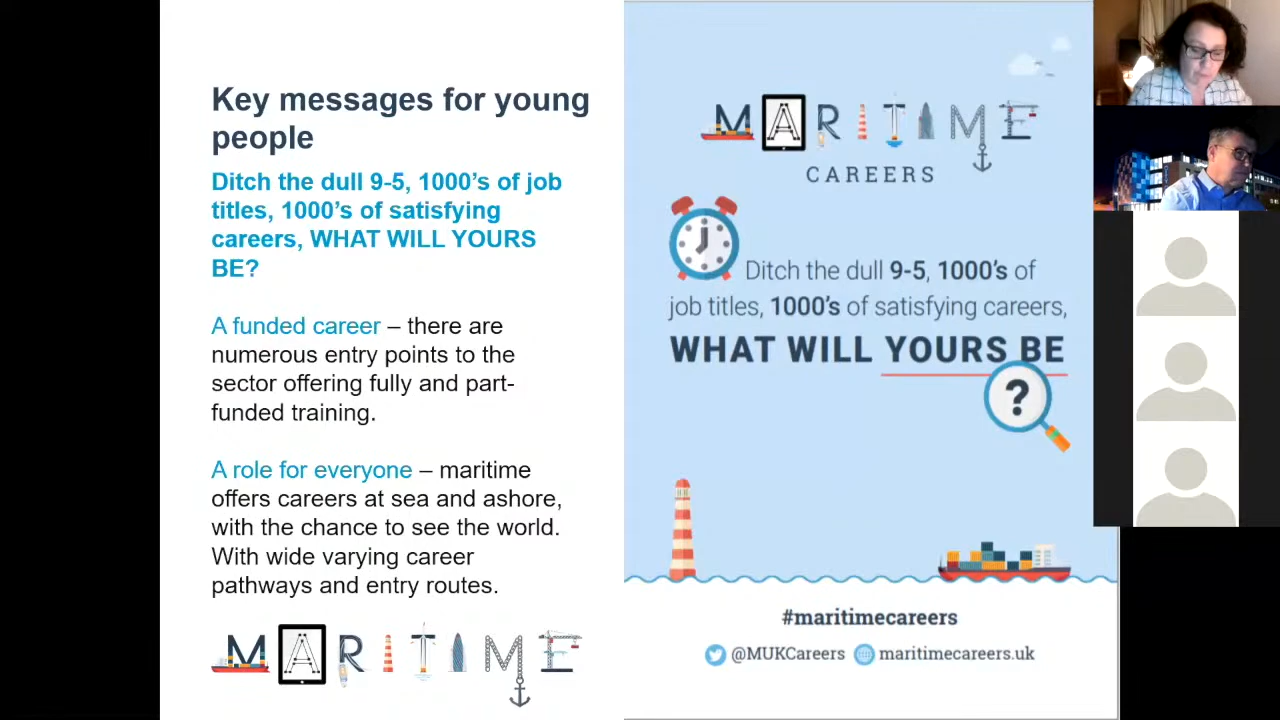 Key messages for young
people
Ditch the dull 9-5, 1000’s of job
titles, 1000’s of satisfying
careers, WHAT WILL YOURS
BE?
A funded career – there are
numerous entry points to the
sector offering fully and part-
funded training.
A role for everyone – maritime
offers careers at sea and ashore,
with the chance to see the world.
With wide varying career
pathways and entry routes.
MARITIME
MARITIME
CAREERS
Ditch the dull 9-5, 1000’s of
job titles, 1000’s of satisfying careers,
WHAT WILL YOURS BE
?
#maritimecareers
@MUKCareers maritimecareers.uk